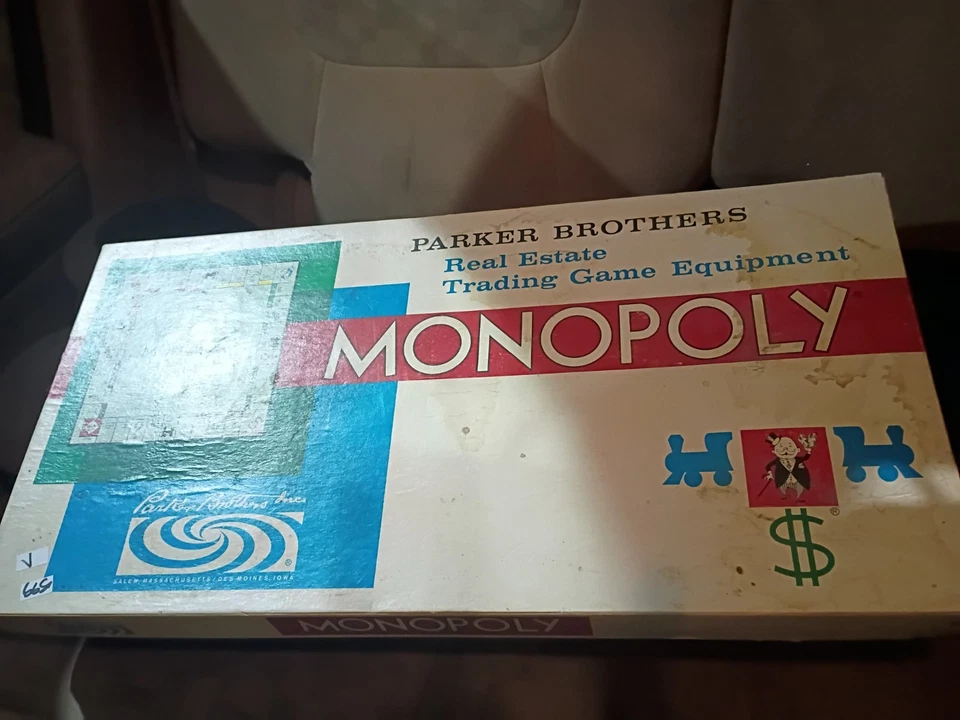 PARKER BROTHERS
Real Estate
Trading Game Equipment
MONOPOLY
Parker Brothers Inc.
®
SALEM, MASSACHUSETTS / DES MOINES, IOWA
®
$
V
MONOPOLY